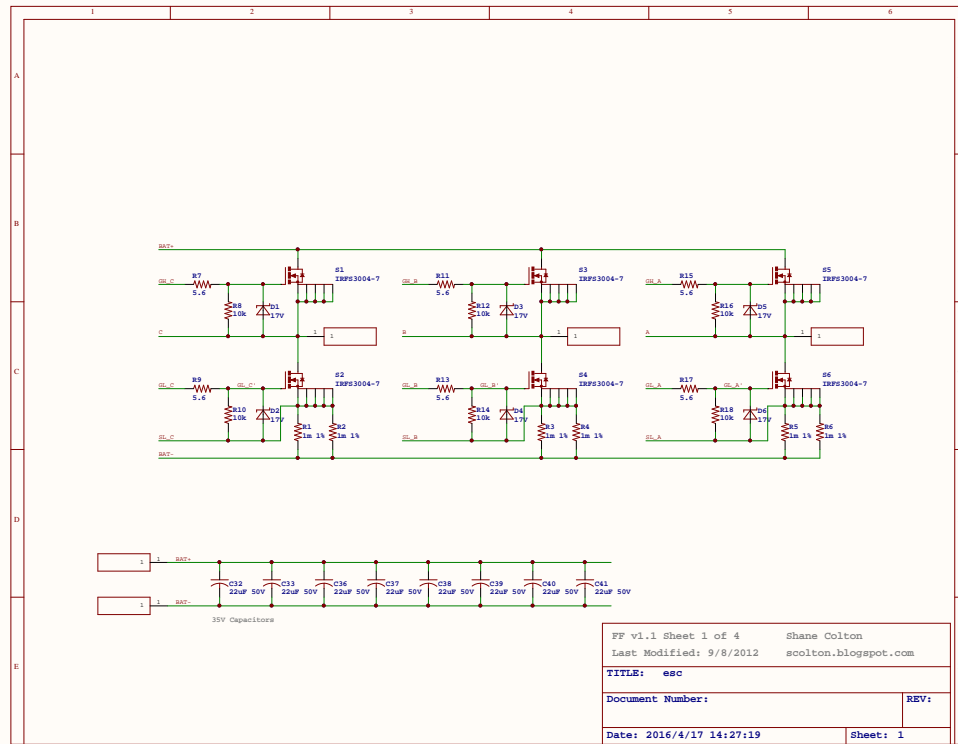 1 2 3 4 5 6
A
B
C
D
E
BAT+
S1
IRFS3004-7
S3
IRFS3004-7
S5
IRFS3004-7
GH_C R7 5.6
GH_B R11 5.6
GH_A R15 5.6
R8 10k D1 17V
R12 10k D3 17V
R16 10k D5 17V
C 1 1
B 1 1
A 1 1
S2
IRFS3004-7
S4
IRFS3004-7
S6
IRFS3004-7
GL_C R9 5.6 GL_C'
GL_B R13 5.6 GL_B'
GL_A R17 5.6 GL_A'
R10 10k D2 17V
R14 10k D4 17V
R18 10k D6 17V
R1 1m 1% R2 1m 1%
R3 1m 1% R4 1m 1%
R5 1m 1% R6 1m 1%
SL_C SL_B SL_A
BAT-
1 1 BAT+
C32 C33 C36 C37 C38 C39 C40 C41
22uF 50V 22uF 50V 22uF 50V 22uF 50V 22uF 50V 22uF 50V 22uF 50V 22uF 50V
1 1 BAT-
35V Capacitors
FF v1.1 Sheet 1 of 4 Shane Colton
Last Modified: 9/8/2012 scolton.blogspot.com
TITLE: esc
Document Number: REV:
Date: 2016/4/17 14:27:19 Sheet: 1